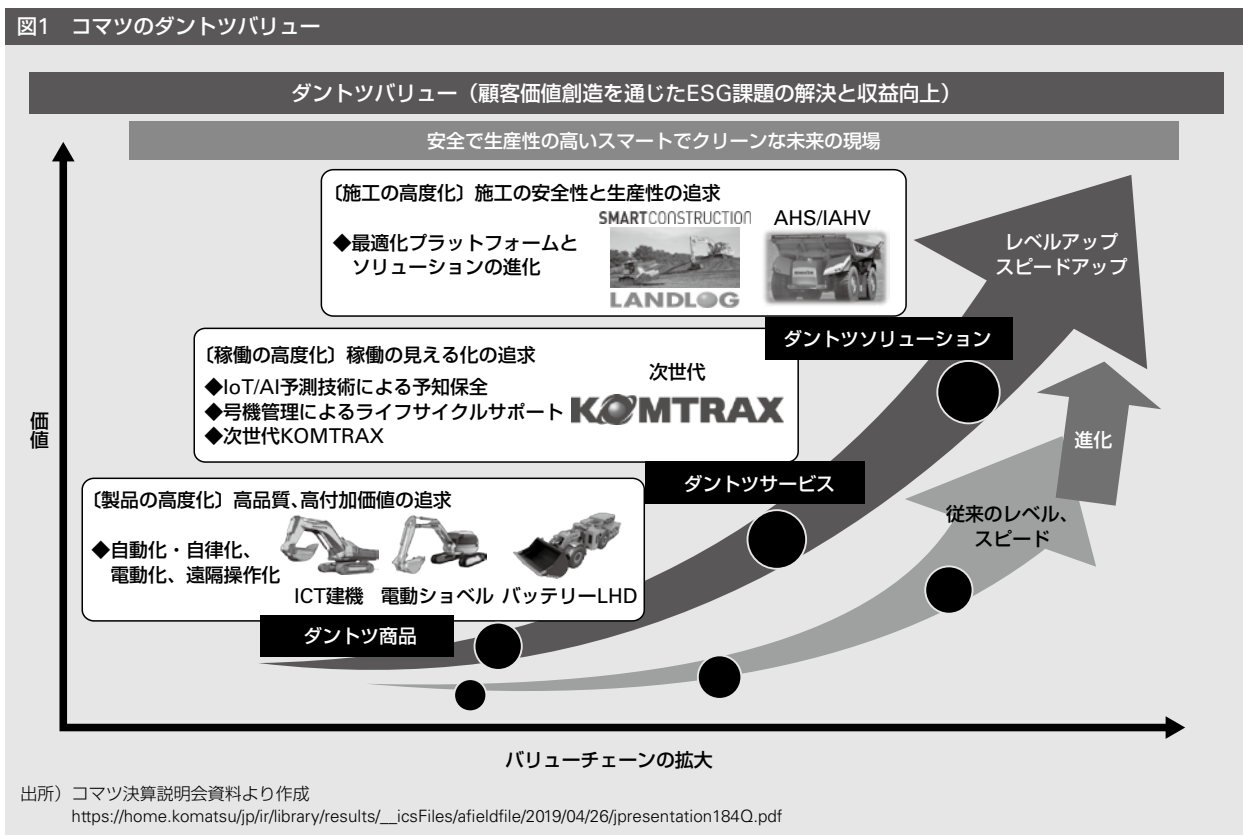 図1 コマツのダントツバリュー
ダントツバリュー（顧客価値創造を通じたESG課題の解決と収益向上）
安全で生産性の高いスマートでクリーンな未来の現場
〔施工の高度化〕施工の安全性と生産性の追求
SMARTCONSTRUCTION
AHS/IAHV
◆最適化プラットフォームと
ソリューションの進化
LANDLOG
レベルアップ
スピードアップ
ダントツソリューション
〔稼働の高度化〕稼働の見える化の追求
◆IoT/AI予測技術による予知保全
◆号機管理によるライフサイクルサポート
◆次世代KOMTRAX
次世代
KOMTRAX
価値
進化
ダントツサービス
〔製品の高度化〕高品質、高付加価値の追求
◆自動化・自律化、
電動化、遠隔操作化
ICT建機 電動ショベル バッテリーLHD
従来のレベル、
スピード
ダントツ商品
バリューチェーンの拡大
出所）コマツ決算説明会資料より作成
https://home.komatsu/jp/ir/library/results/__icsFiles/afieldfile/2019/04/26/jpresentation184Q.pdf